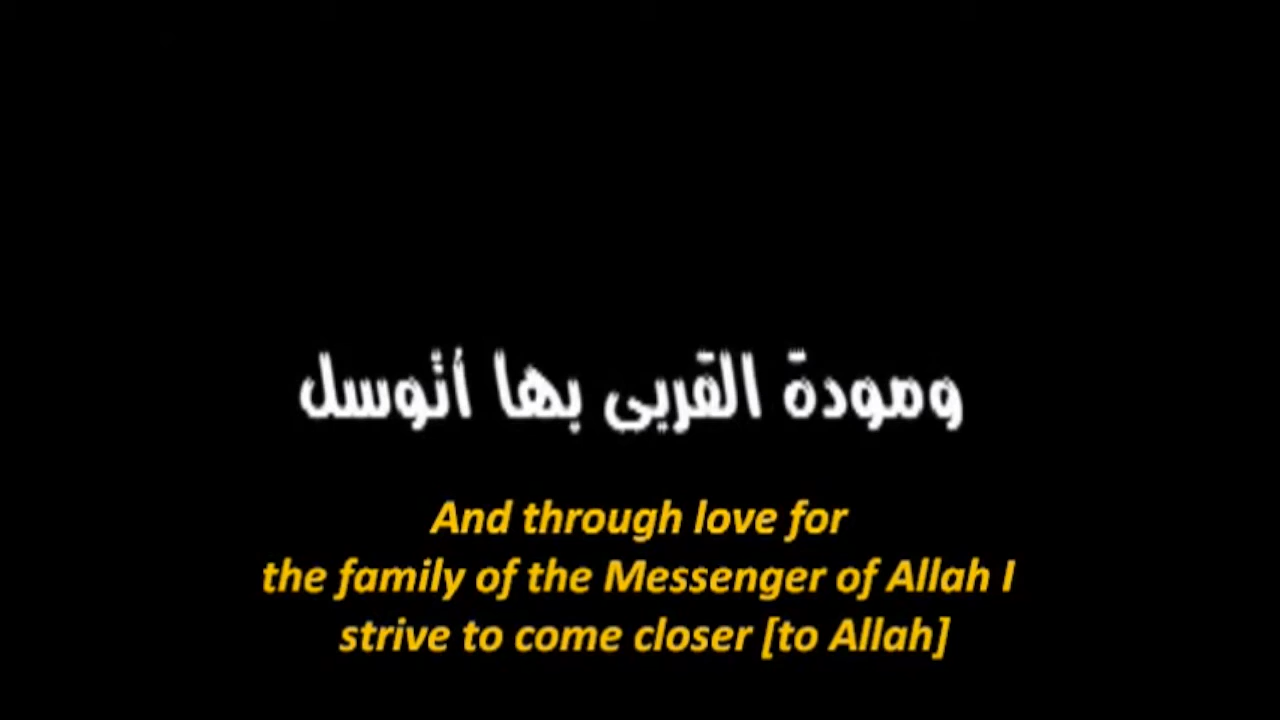 ومودة القربى بها أتوسل
And through love for
the family of the Messenger of Allah I
strive to come closer [to Allah]